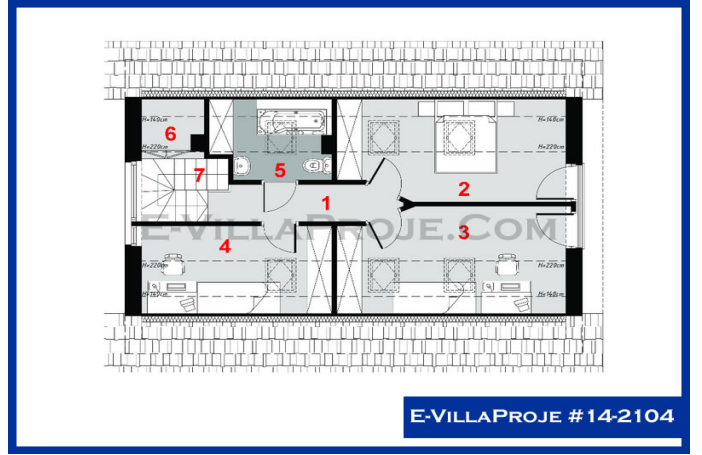 H=140cm
H=140cm
6
H=220cm
H=220cm
7
5
2
1
E-VILLAPROJE.COM
4
3
H=220cm
H=220cm
H=140cm
H=140cm
E-VILLAPROJE #14-2104